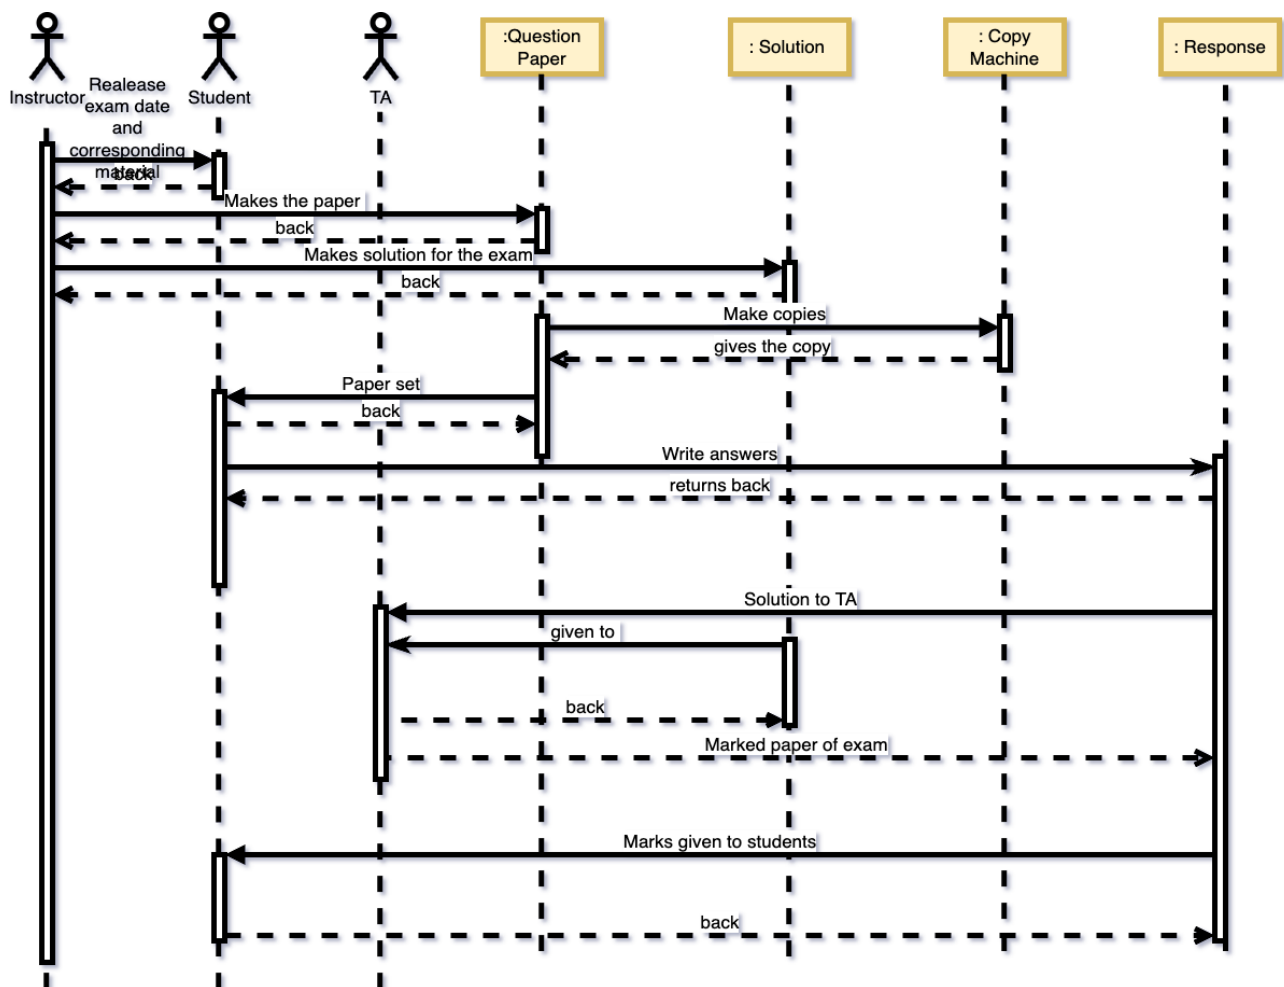 :Question
Paper
: Solution
: Copy
Machine
: Response
Instructor
Student
TA
Realease
exam date
and
corresponding
material
back
Makes the paper
back
Makes solution for the exam
back
Make copies
gives the copy
Paper set
back
Write answers
returns back
Solution to TA
given to
back
Marked paper of exam
Marks given to students
back